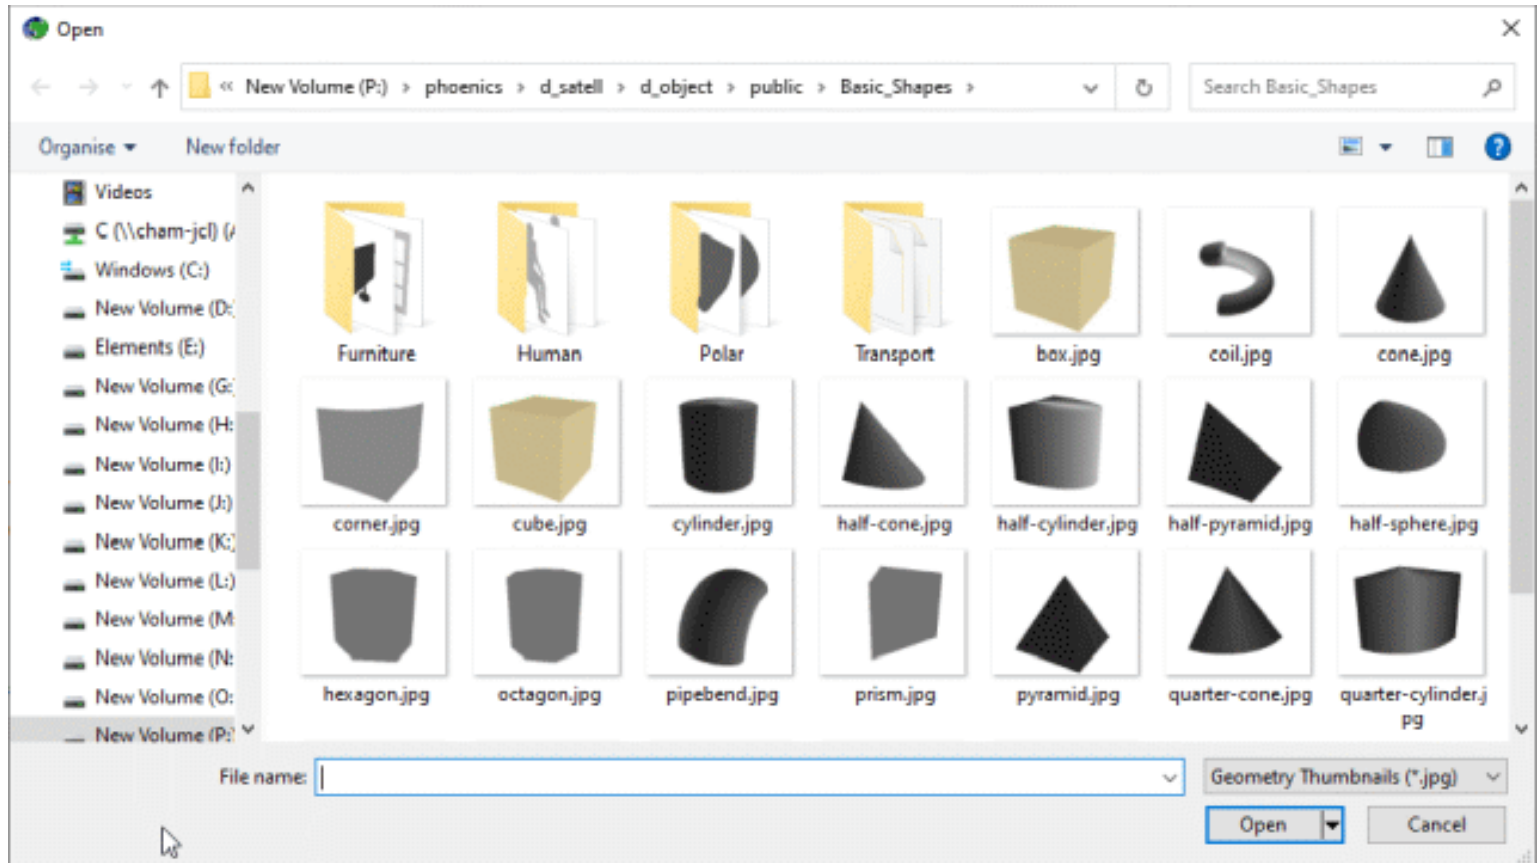 Open
« New Volume (P:) › phoenics › d_satell › d_object › public › Basic_Shapes ›
Search Basic_Shapes
Organise
New folder
Videos
C (\\cham-jcl) (
Windows (C:)
New Volume (D:
Elements (E:)
New Volume (G:
New Volume (H:
New Volume (I:)
New Volume (J:)
New Volume (K:)
New Volume (L:)
New Volume (M
New Volume (N:
New Volume (O:
New Volume (P:
Furniture Human Polar Transport box.jpg coil.jpg cone.jpg
corner.jpg cube.jpg cylinder.jpg half-cone.jpg half-cylinder.jpg half-pyramid.jpg half-sphere.jpg
hexagon.jpg octagon.jpg pipebend.jpg prism.jpg pyramid.jpg quarter-cone.jpg quarter-cylinder.j
pg
File name:
Geometry Thumbnails (*.jpg)
Open
Cancel